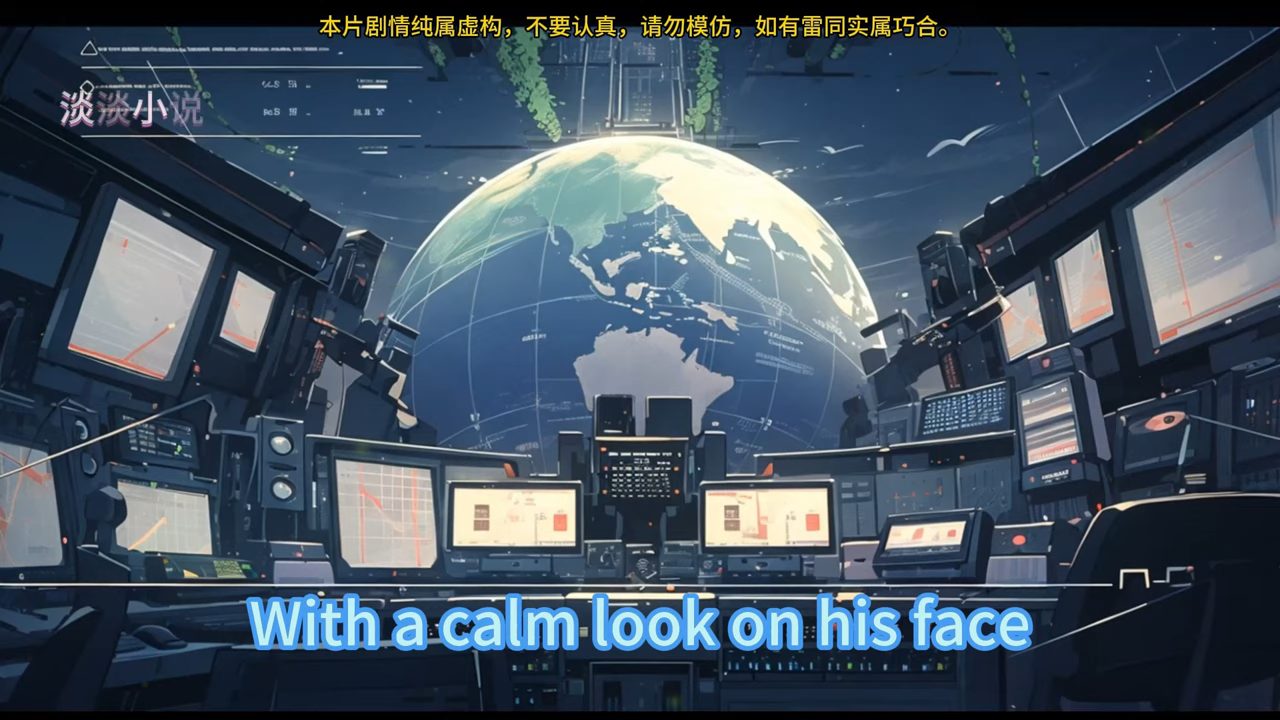 本片剧情纯属虚构，不要认真，请勿模仿，如有雷同实属巧合。
淡淡小说
With a calm look on his face